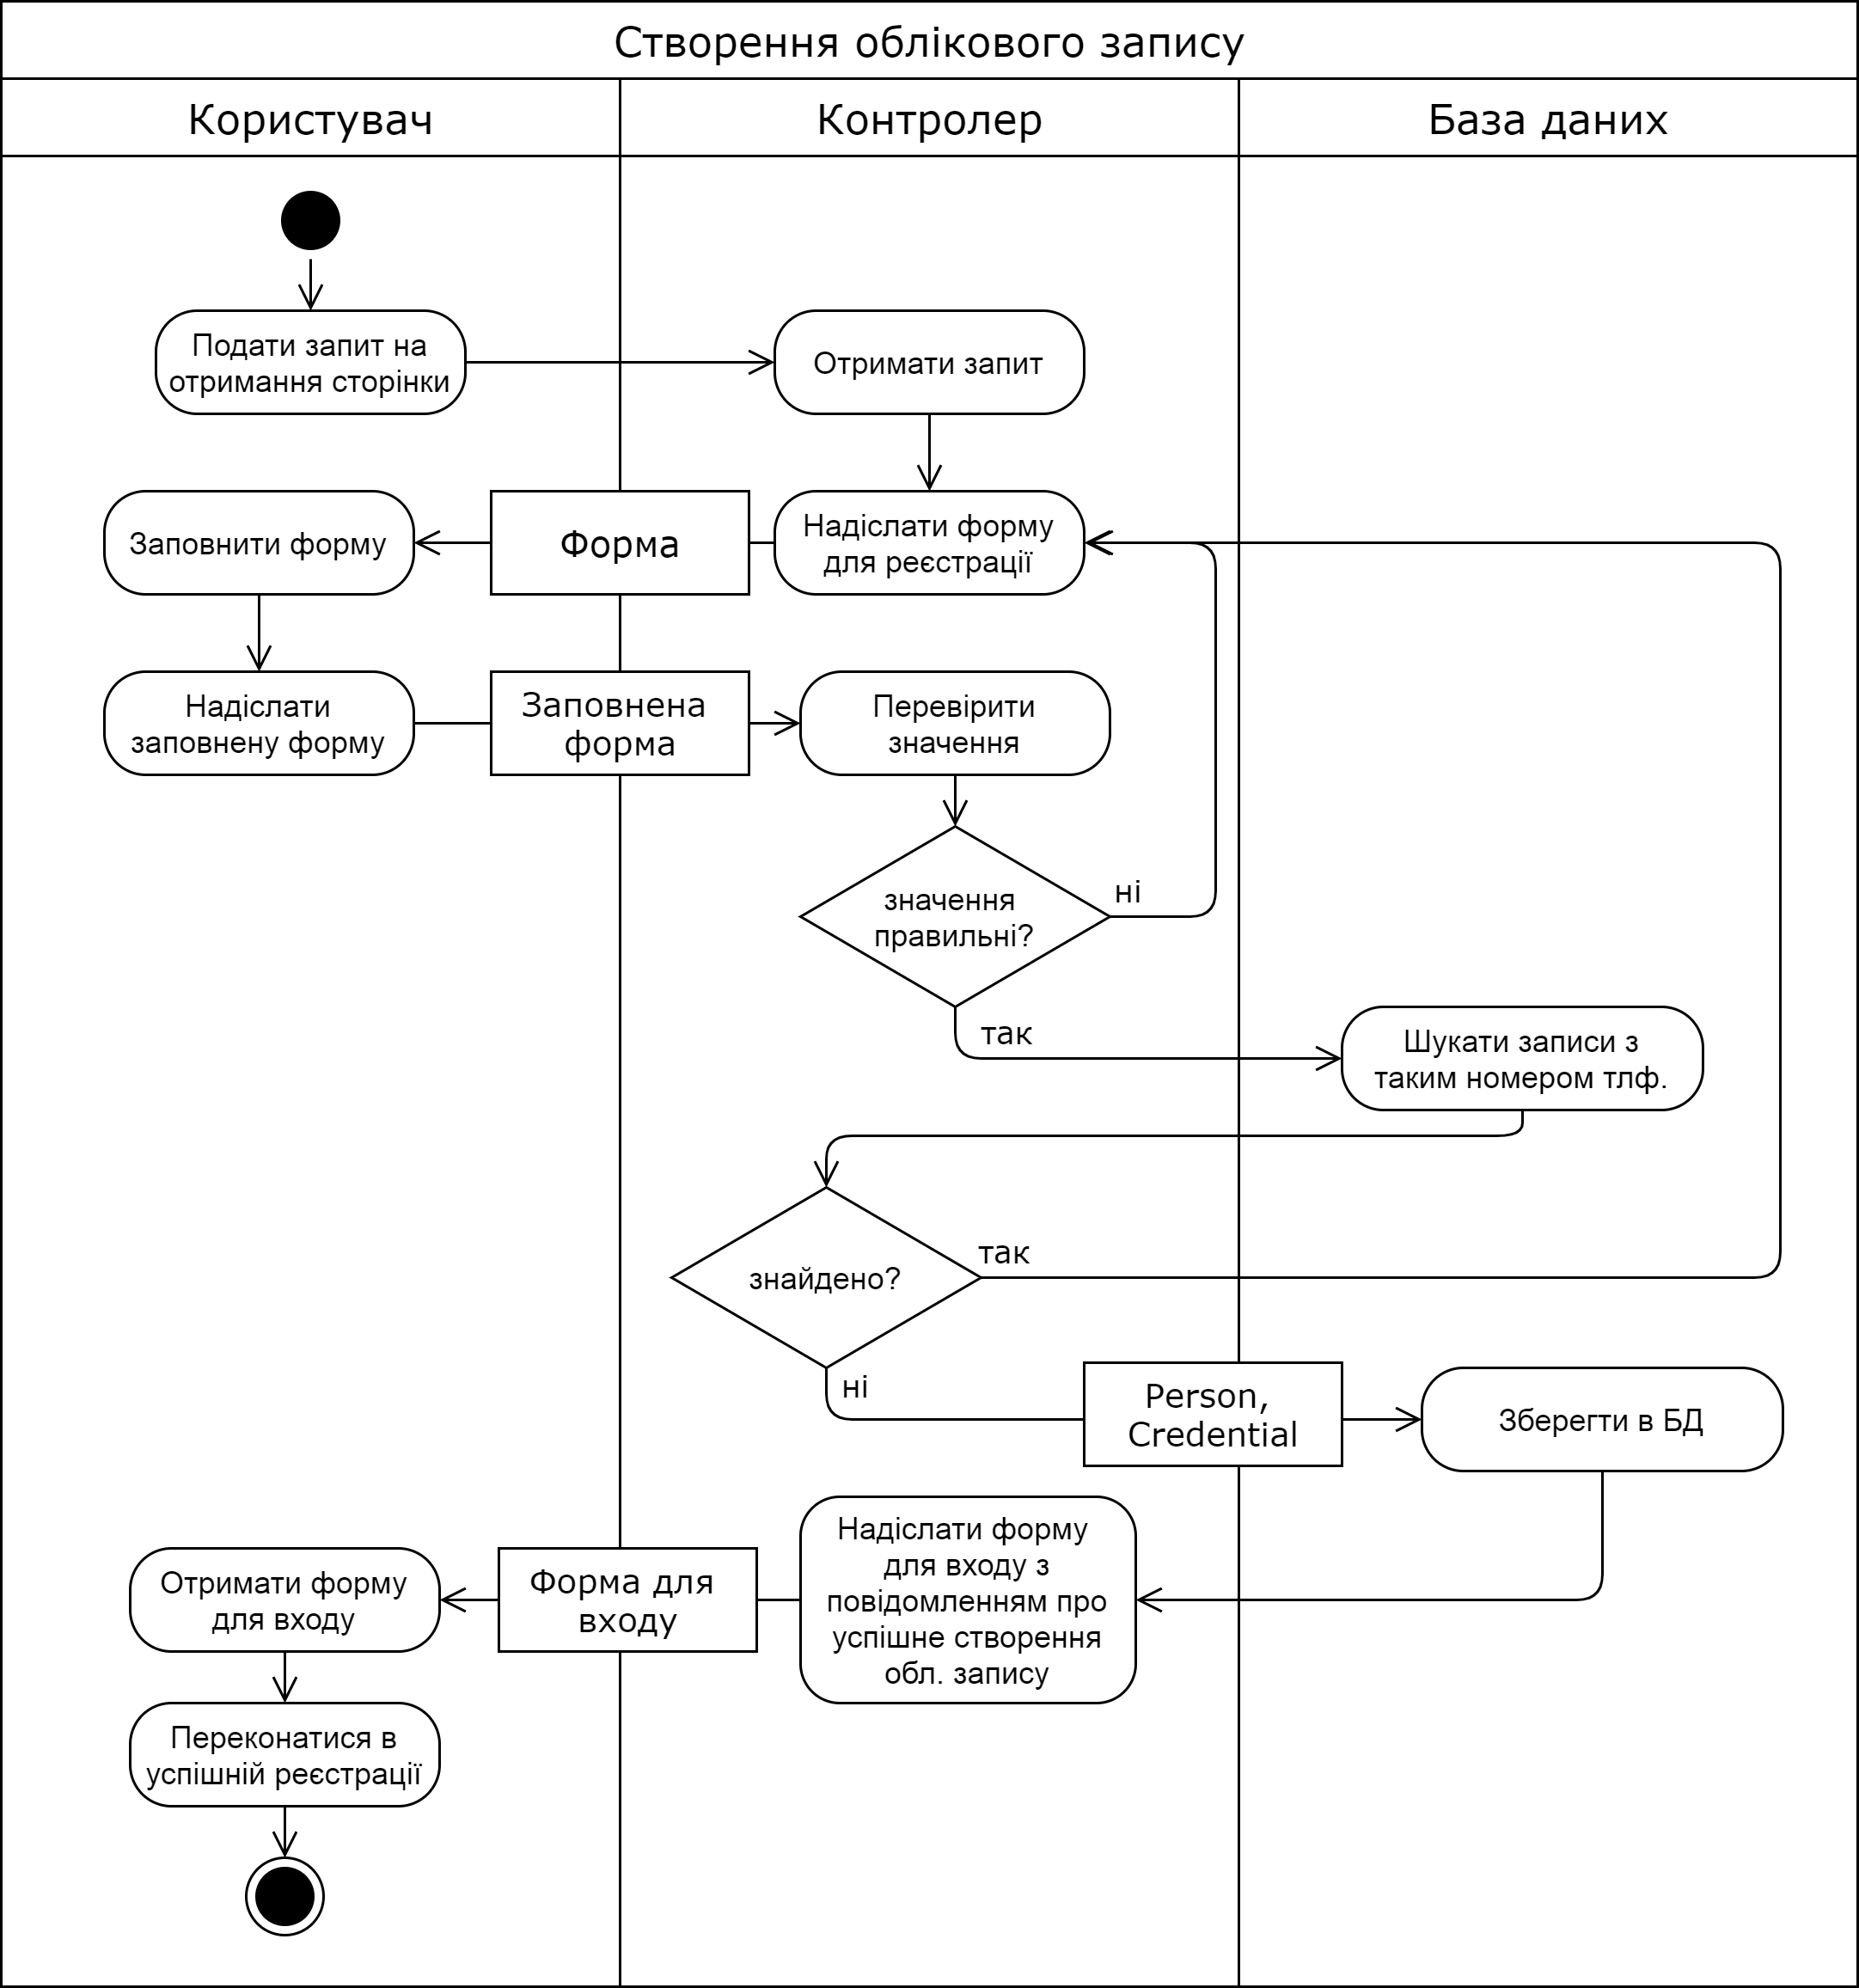 Створення облікового запису
Користувач
Контролер
База даних
Подати запит на
отримання сторінки
Отримати запит
Заповнити форму
Форма
Надіслати форму
для реєстрації
Надіслати
заповнену форму
Заповнена
форма
Перевірити
значення
значення
правильні?
ні
так
Шукати записи з
таким номером тлф.
знайдено?
так
ні
Person,
Credential
Зберегти в БД
Надіслати форму
для входу з
повідомленням про
успішне створення
обл. запису
Форма для
входу
Отримати форму
для входу
Переконатися в
успішній реєстрації